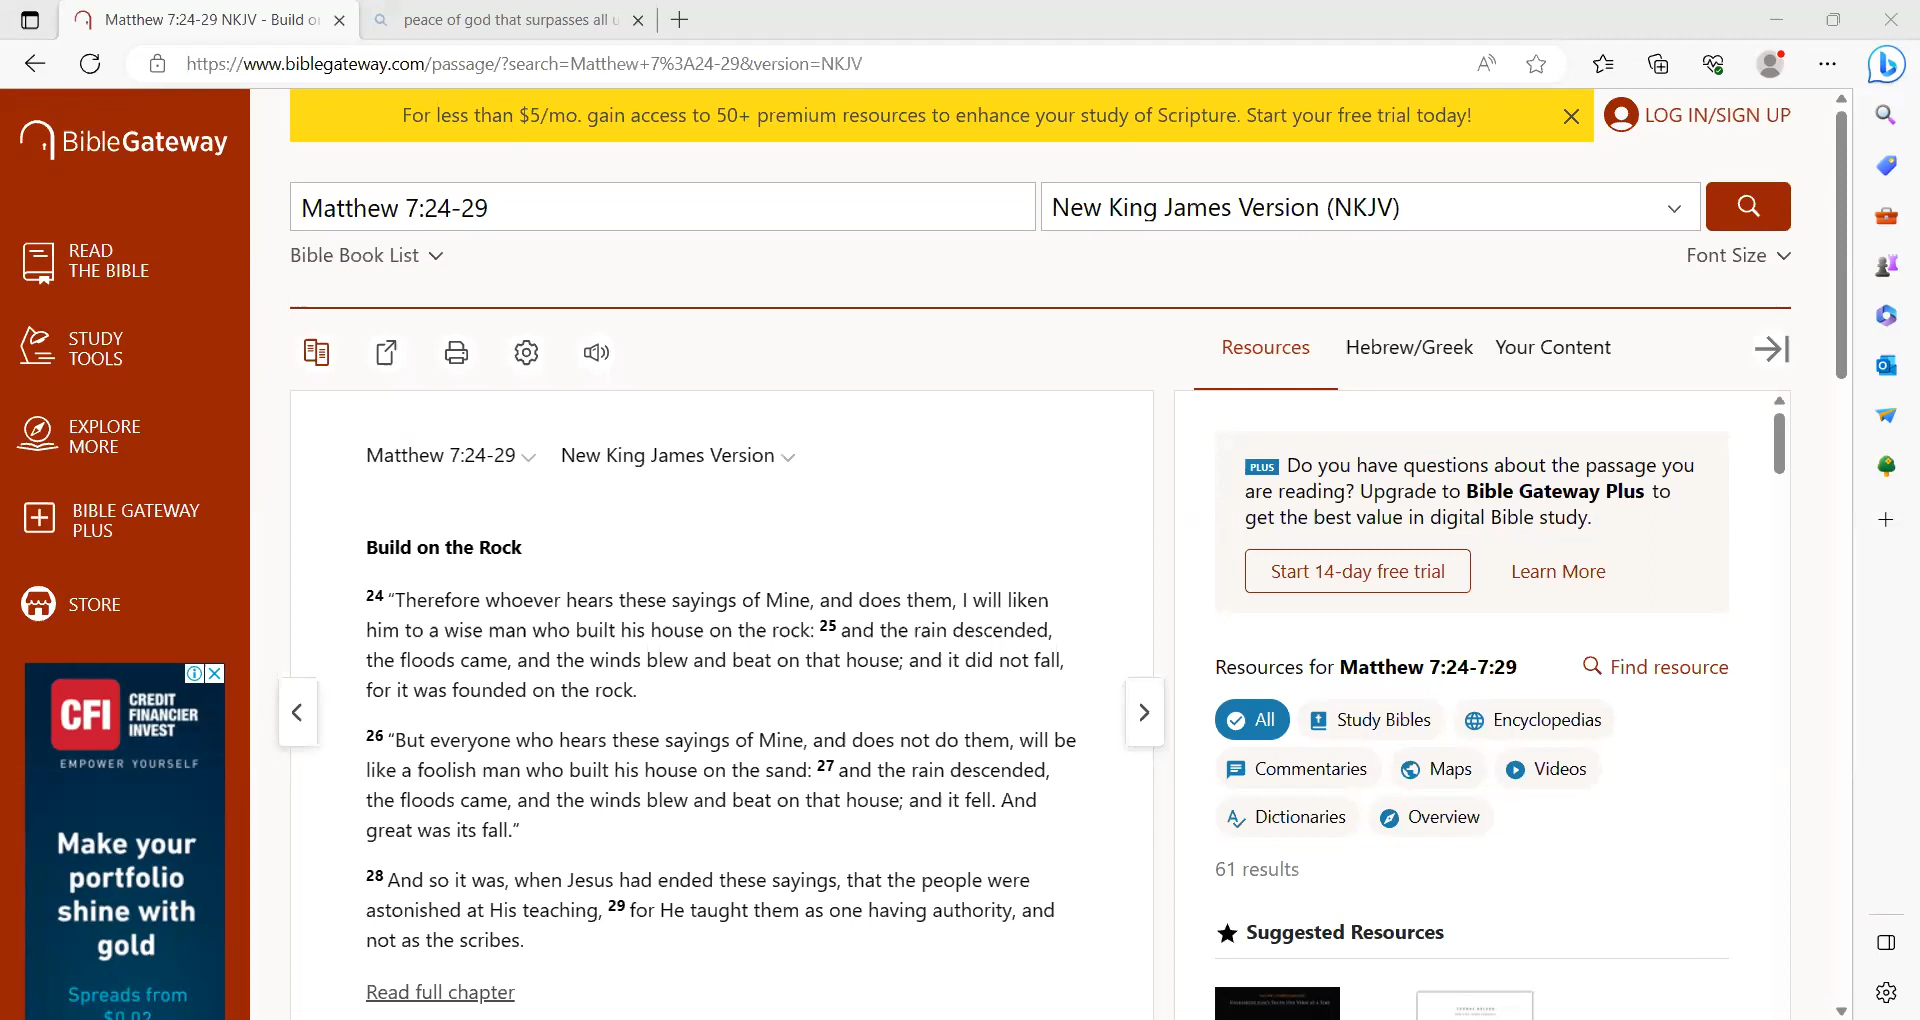 Matthew 7:24-29 NKJV - Build o
peace of god that surpasses all u
https://www.biblegateway.com/passage/?search=Matthew+7%3A24-29&version=NKJV
BibleGateway
For less than $5/mo. gain access to 50+ premium resources to enhance your study of Scripture. Start your free trial today!
LOG IN/SIGN UP
Matthew 7:24-29
New King James Version (NKJV)
Bible Book List
Font Size
READ
THE BIBLE
STUDY
TOOLS
EXPLORE
MORE
BIBLE GATEWAY
PLUS
STORE
CFI
CREDIT
FINANCIER
INVEST
EMPOWER YOURSELF
Make your
portfolio
shine with
gold
Spreads from
$0.02
Resources
Hebrew/Greek
Your Content
Matthew 7:24-29
New King James Version
Build on the Rock
24 “Therefore whoever hears these sayings of Mine, and does them, I will liken
him to a wise man who built his house on the rock: 25 and the rain descended,
the floods came, and the winds blew and beat on that house; and it did not fall,
for it was founded on the rock.
26 “But everyone who hears these sayings of Mine, and does not do them, will be
like a foolish man who built his house on the sand: 27 and the rain descended,
the floods came, and the winds blew and beat on that house; and it fell. And
great was its fall.”
28 And so it was, when Jesus had ended these sayings, that the people were
astonished at His teaching, 29 for He taught them as one having authority, and
not as the scribes.
Read full chapter
PLUS Do you have questions about the passage you
are reading? Upgrade to Bible Gateway Plus to
get the best value in digital Bible study.
Start 14-day free trial
Learn More
Resources for Matthew 7:24-7:29
Find resource
All
Study Bibles
Encyclopedias
Commentaries
Maps
Videos
Dictionaries
Overview
61 results
Suggested Resources